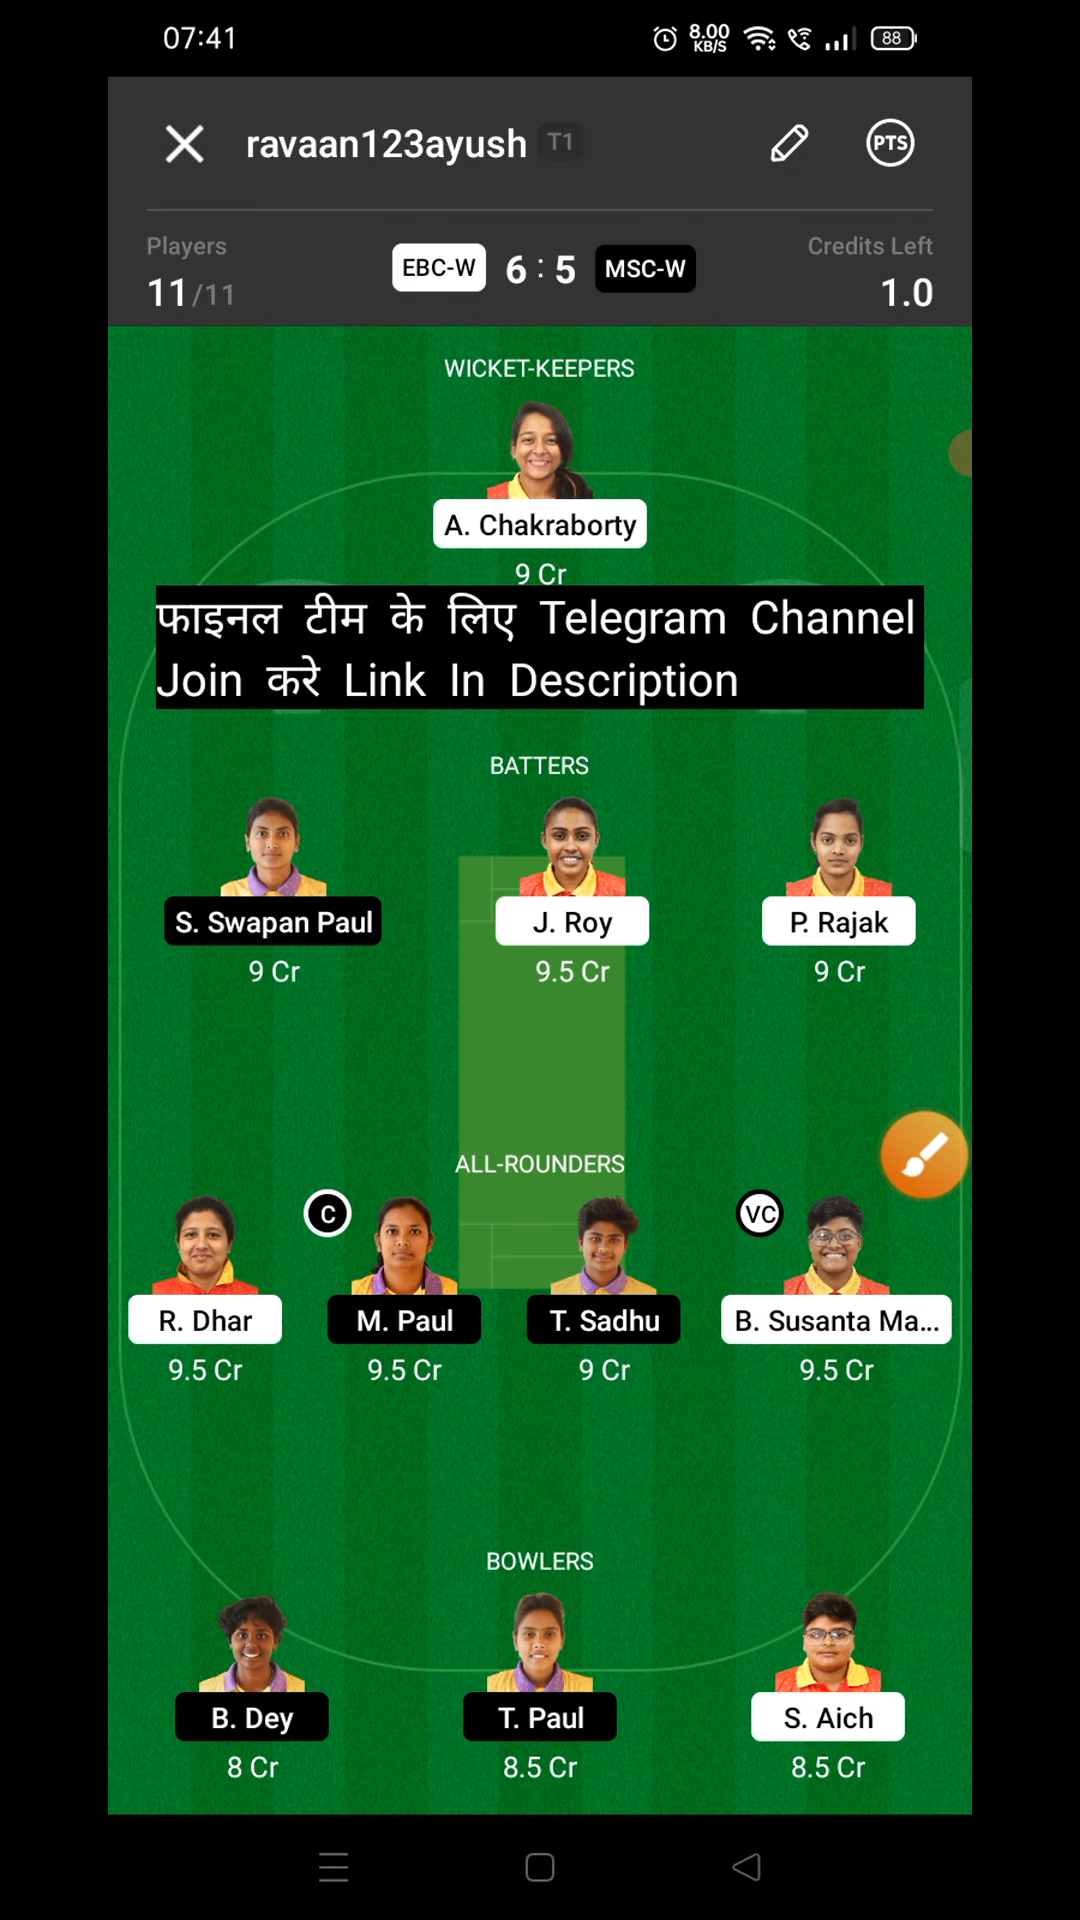 07:41
8.00
KB/S
88
ravaan123ayush T1
PTS
Players
Credits Left
EBC-W 6 : 5 MSC-W
11/11
1.0
WICKET-KEEPERS
A. Chakraborty
9 Cr
फाइनल टीम के लिए Telegram Channel
Join करे Link In Description
BATTERS
S. Swapan Paul J. Roy P. Rajak
9 Cr 9.5 Cr 9 Cr
ALL-ROUNDERS
C VC
R. Dhar M. Paul T. Sadhu B. Susanta Ma...
9.5 Cr 9.5 Cr 9 Cr 9.5 Cr
BOWLERS
B. Dey T. Paul S. Aich
8 Cr 8.5 Cr 8.5 Cr